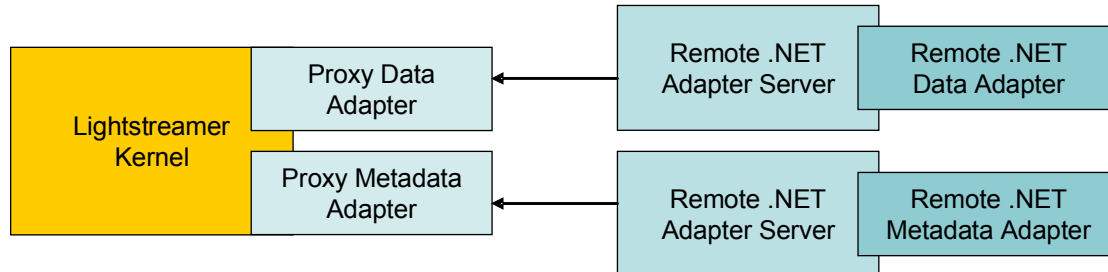 Lightstreamer
Kernel
Proxy Data
Adapter
Remote .NET
Adapter Server
Remote .NET
Data Adapter
Proxy Metadata
Adapter
Remote .NET
Adapter Server
Remote .NET
Metadata Adapter